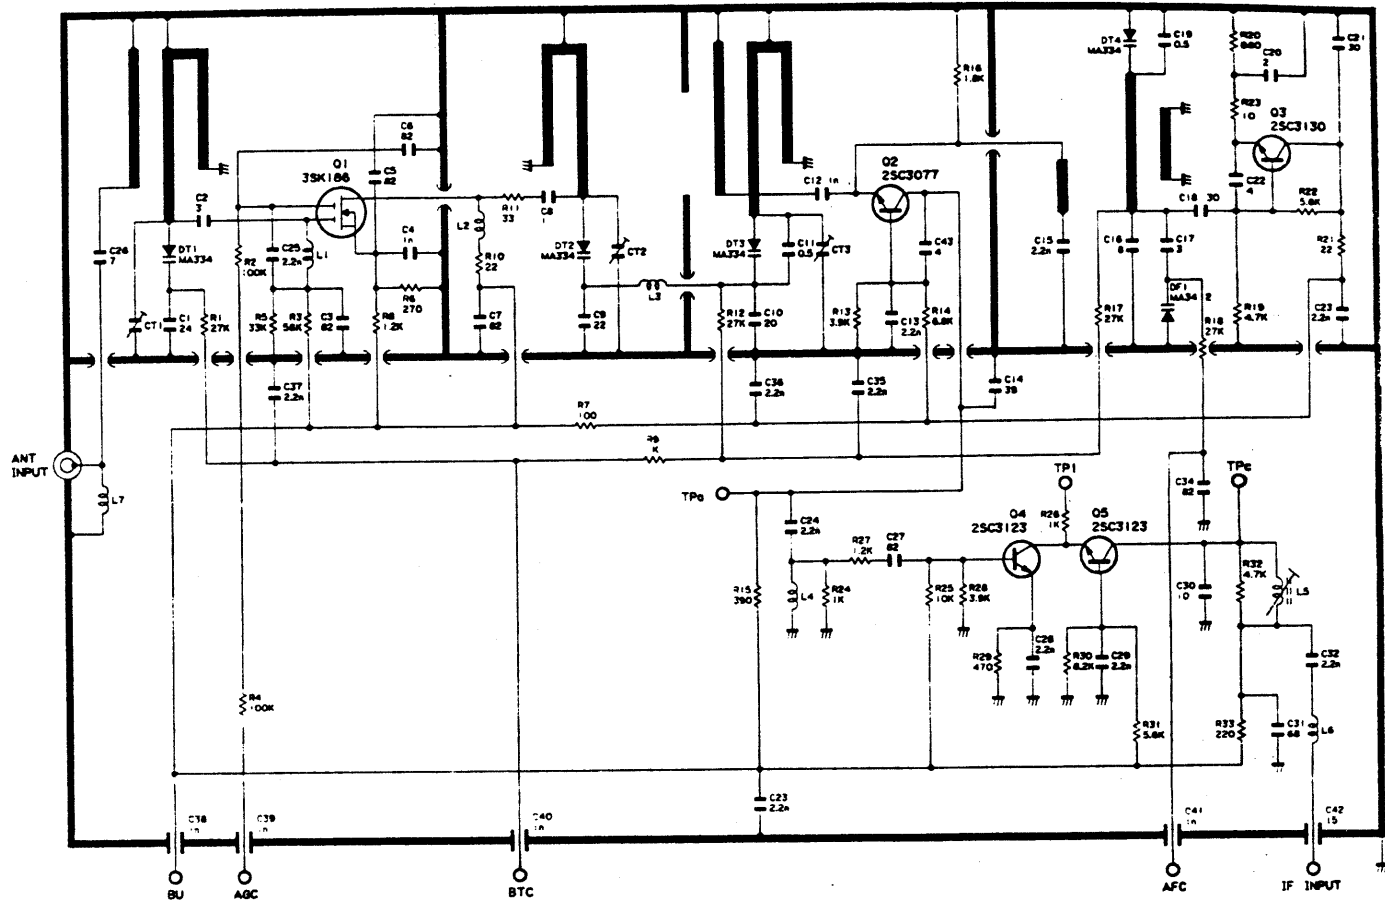 Q1
3SK186
C6
82
C5
82
C2
3
C26
7
CT1
DT1
MA334
C1
24
R1
27K
R2
100K
C25
2.2n
L1
R5
33K
R3
56K
C3
82
C4
1n
R6
270
R8
1.2K
L2
R10
22
C7
82
R11
33
C8
1
DT2
MA334
CT2
C9
22
L3
C12 1n
Q2
2SC3077
DT3
MA334
C11
0.5
CT3
R12
27K
C10
20
R13
3.9K
C13
2.2n
C43
4
R14
6.8K
R16
1.8K
C15
2.2n
DT4
MA334
C19
0.5
R20
680
C20
2
C21
30
R23
10
Q3
2SC3130
C22
4
C18 30
R22
5.6K
C16
8
C17
3
DF1
MA34 2
R17
27K
R18
27K
R19
4.7K
R21
22
C23
2.2n
C37
2.2n
C36
2.2n
C35
2.2n
C14
39
R7
100
R9
K
ANT
INPUT
L7
TPa
TP1
TPc
C34
82
R26
1K
Q4
2SC3123
Q5
2SC3123
C24
2.2n
R27
1.2K
C27
82
R15
390
L4
R24
1K
R25
10K
R28
3.9K
C30
10
R32
4.7K
L5
R29
470
C28
2.2n
R30
8.2K
C29
2.2n
C32
2.2n
R4
100K
R31
5.6K
R33
220
C31
68
L6
C23
2.2n
C38
1n
C39
1n
C40
1n
C41
1n
C42
15
BU
AGC
BTC
AFC
IF INPUT